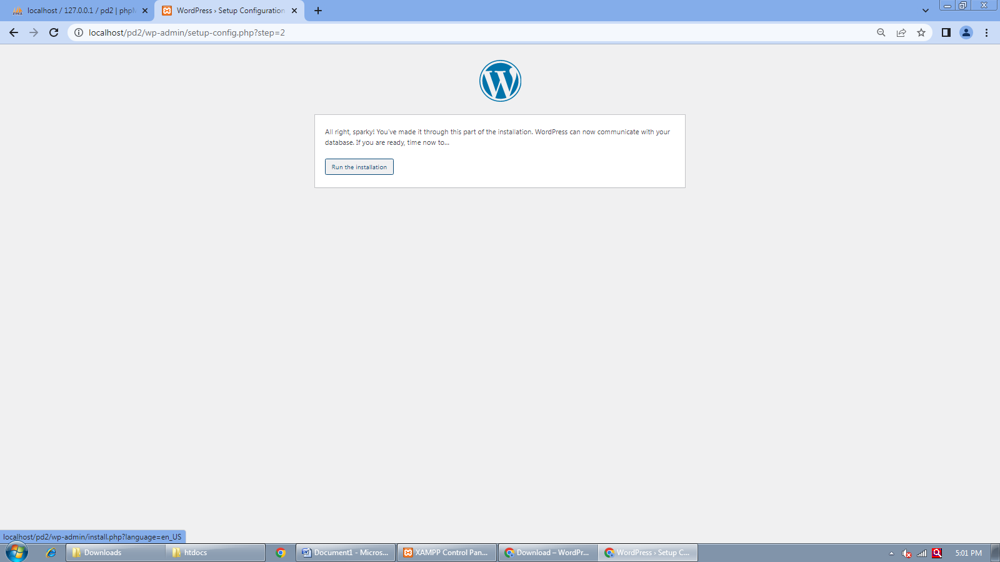 localhost / 127.0.0.1 / pd2 | phpM
WordPress › Setup Configuration
localhost/pd2/wp-admin/setup-config.php?step=2
All right, sparky! You’ve made it through this part of the installation. WordPress can now communicate with your
database. If you are ready, time now to…
Run the installation
localhost/pd2/wp-admin/install.php?language=en_US
Downloads
htdocs
Document1 - Micros...
XAMPP Control Pan...
Download – WordPr...
WordPress › Setup C...
5:01 PM